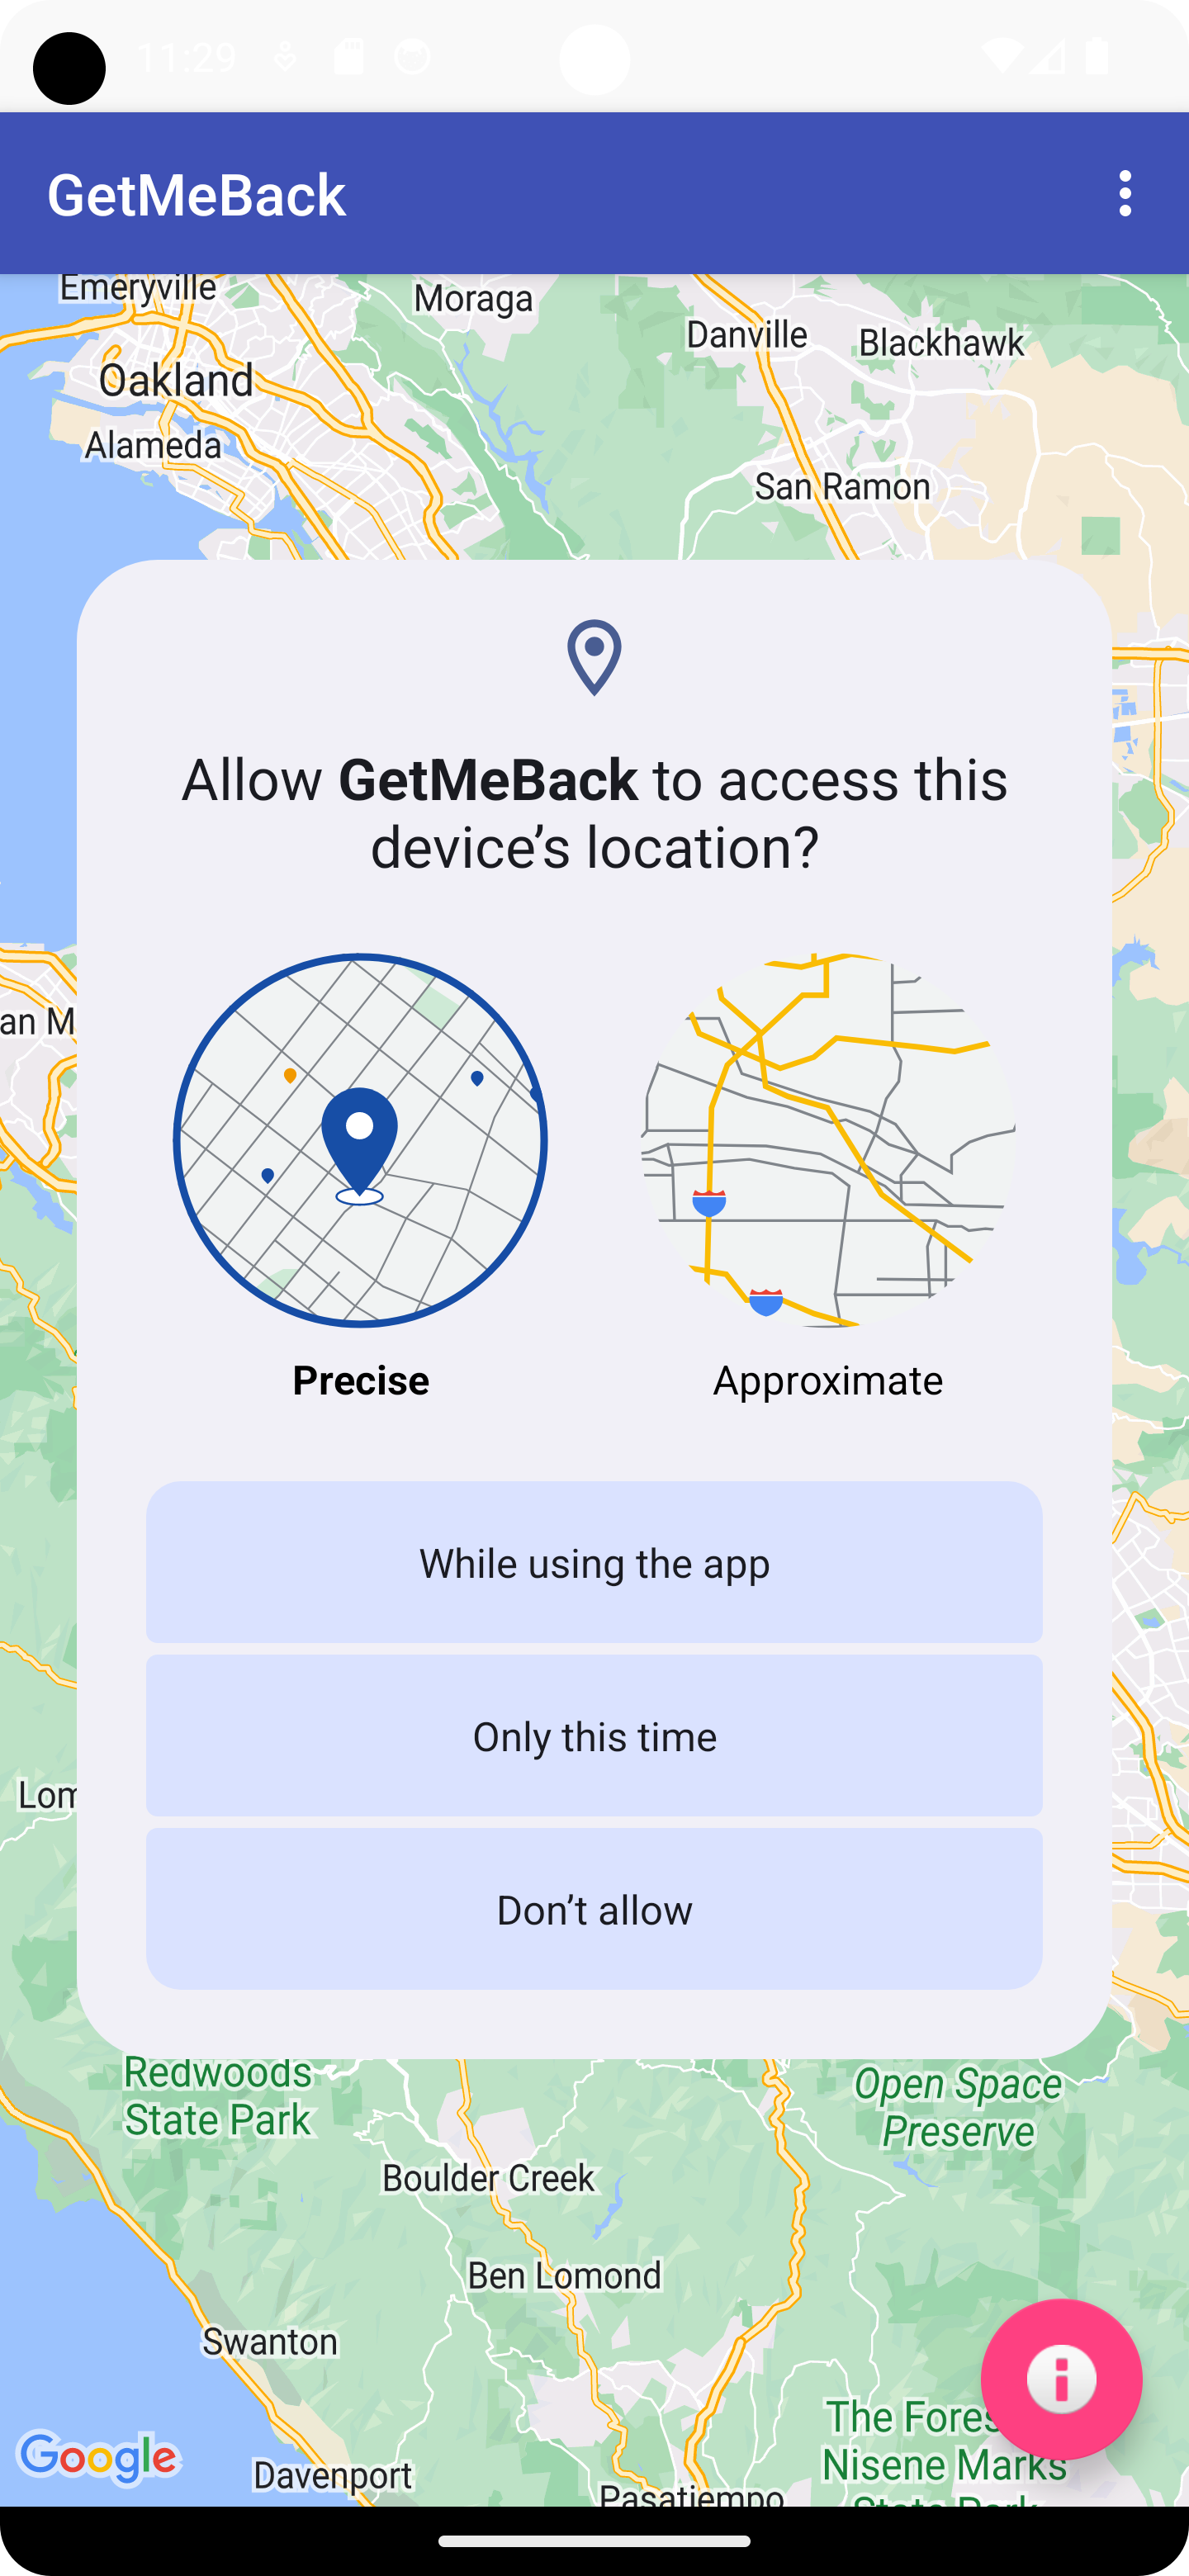 11:29
GetMeBack
Emeryville
Moraga
Danville
Blackhawk
Oakland
Alameda
San Ramon
Allow GetMeBack to access this
device’s location?
an M
Precise
Approximate
While using the app
Only this time
Lom
Don’t allow
Redwoods
State Park
Open Space
Preserve
Boulder Creek
Ben Lomond
Swanton
The Fores
Nisene Marks
State Park
Google
Davenport
Pasatiempo